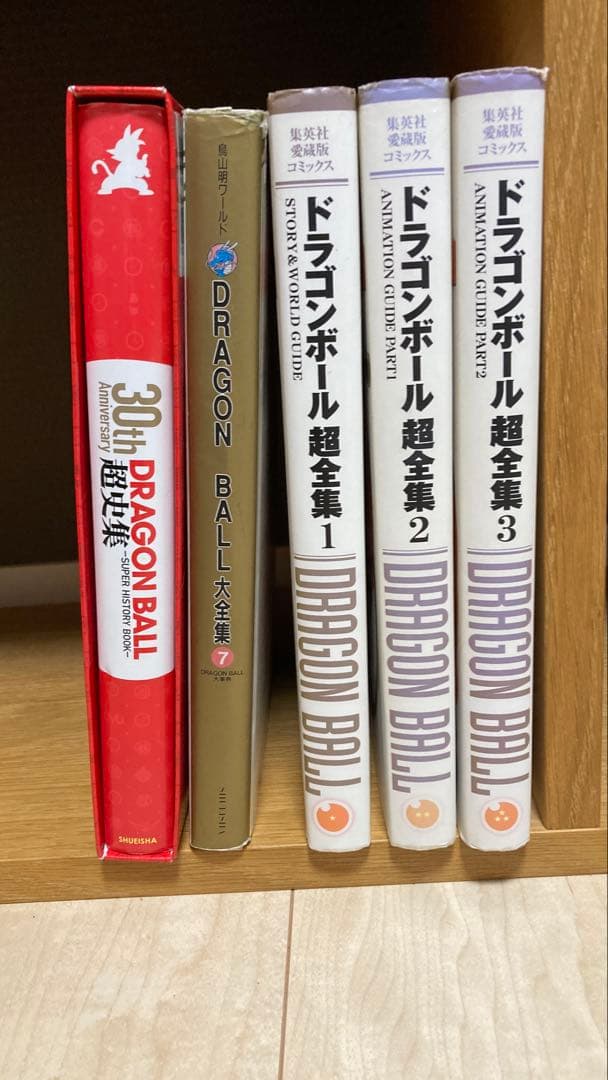 30th
Anniversary
DRAGON BALL
超史集
-SUPER HISTORY BOOK-
SHUEISHA
鳥山明ワールド
DRAGON BALL 大全集
7
DRAGON BALL
大事典
集英社
愛蔵版
コミックス
ドラゴンボール 超全集 1
STORY & WORLD GUIDE
DRAGON BALL
集英社
愛蔵版
コミックス
ドラゴンボール 超全集 2
ANIMATION GUIDE PART1
DRAGON BALL
集英社
愛蔵版
コミックス
ドラゴンボール 超全集 3
ANIMATION GUIDE PART2
DRAGON BALL